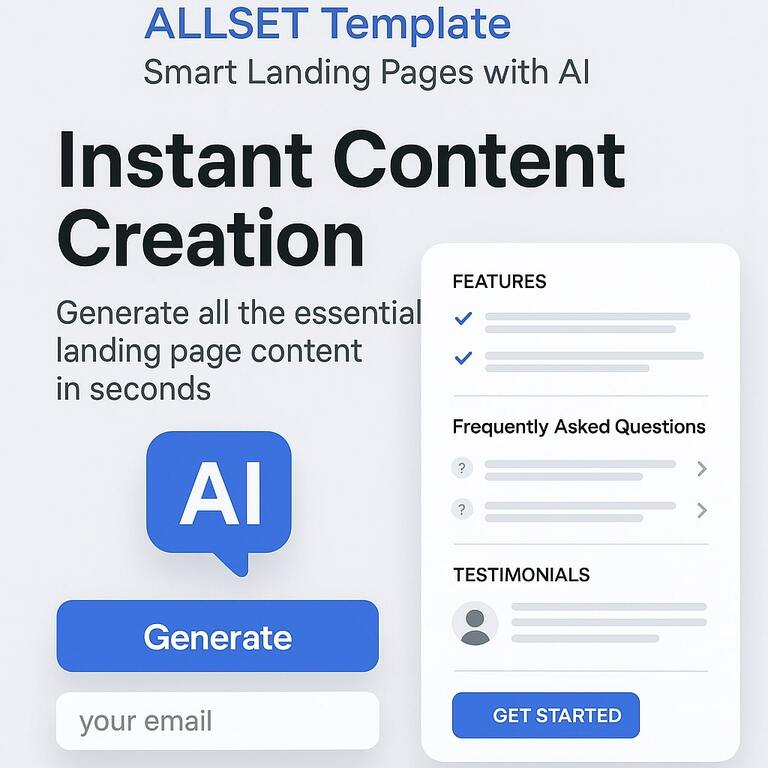 ALLSET Template
Smart Landing Pages with AI
Instant Content
Creation
Generate all the essential
landing page content
in seconds
AI
Generate
your email
FEATURES
Frequently Asked Questions
?
?
TESTIMONIALS
GET STARTED